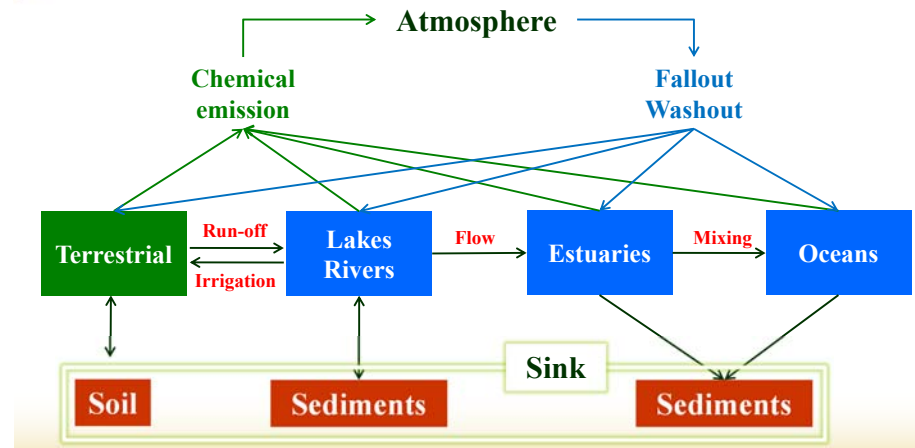 Atmosphere
Chemical
emission
Fallout
Washout
Terrestrial
Run-off
Irrigation
Lakes
Rivers
Flow
Estuaries
Mixing
Oceans
Sink
Soil
Sediments
Sediments